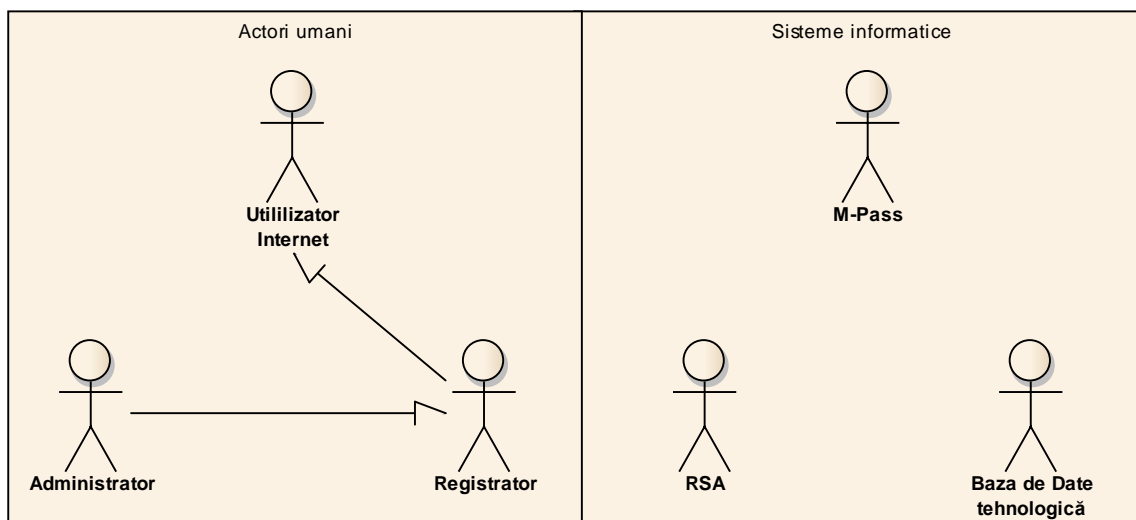 Actori umani
Utililizator
Internet
Administrator
Registrator
Sisteme informatice
M-Pass
RSA
Baza de Date
tehnologică